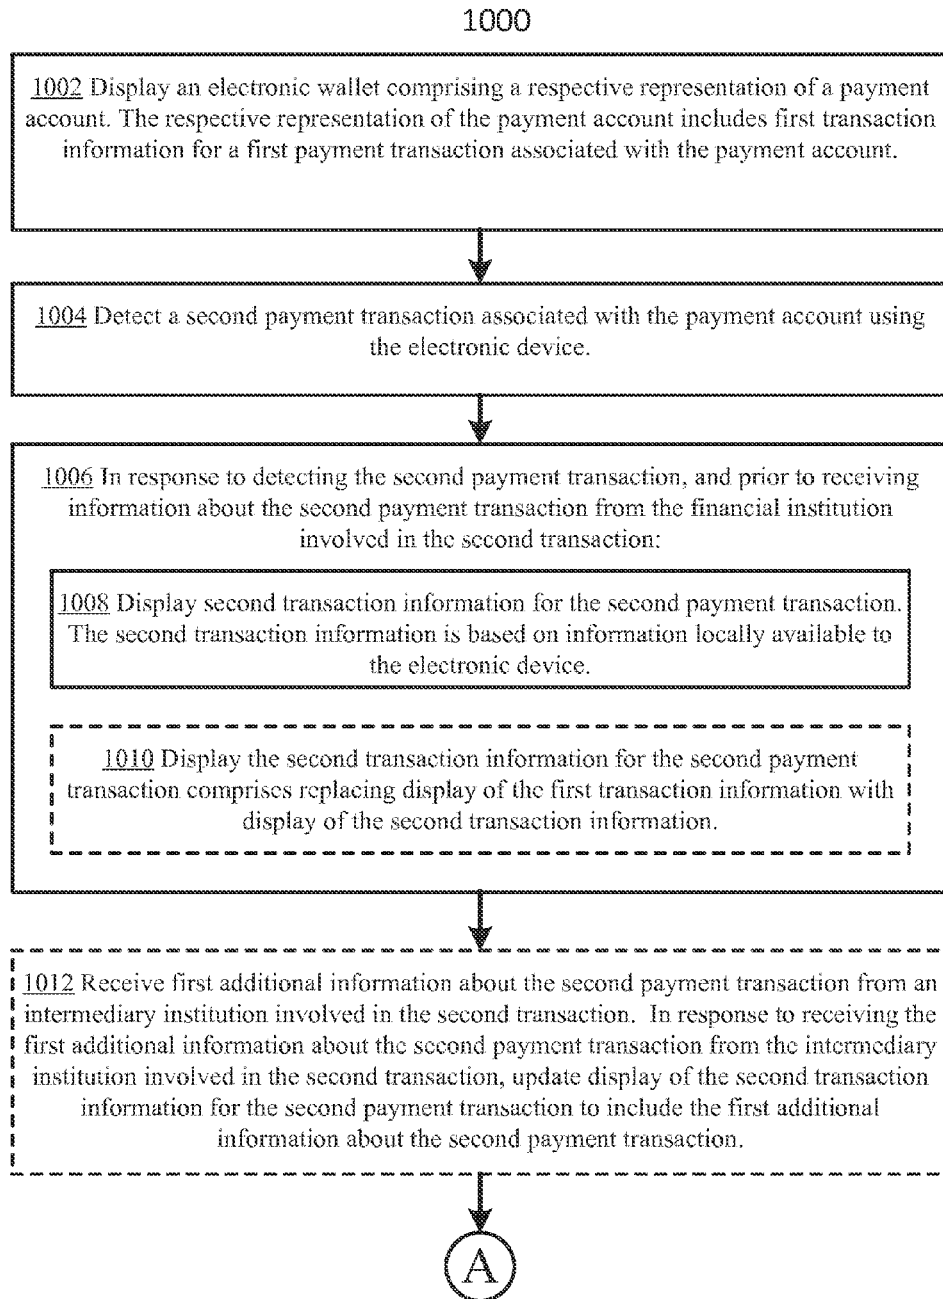 1000
1002 Display an electronic wallet comprising a respective representation of a payment
account. The respective representation of the payment account includes first transaction
information for a first payment transaction associated with the payment account.
1004 Detect a second payment transaction associated with the payment account using
the electronic device.
1006 In response to detecting the second payment transaction, and prior to receiving
information about the second payment transaction from the financial institution
involved in the second transaction:
1008 Display second transaction information for the second payment transaction.
The second transaction information is based on information locally available to
the electronic device.
1010 Display the second transaction information for the second payment
transaction comprises replacing display of the first transaction information with
display of the second transaction information.
1012 Receive first additional information about the second payment transaction from an
intermediary institution involved in the second transaction. In response to receiving the
first additional information about the second payment transaction from the intermediary
institution involved in the second transaction, update display of the second transaction
information for the second payment transaction to include the first additional
information about the second payment transaction.
A